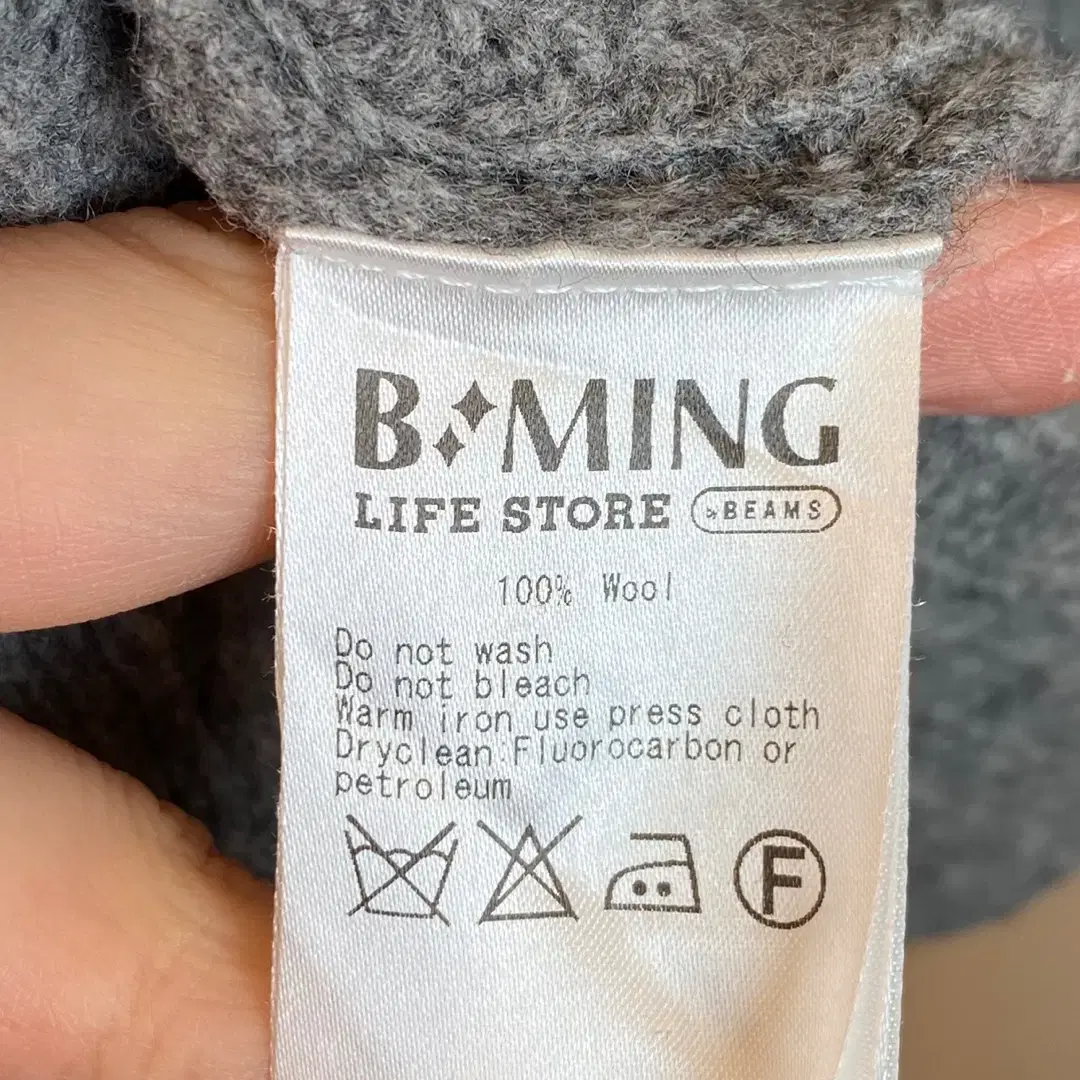 B MING
LIFE STORE BEAMS
100% Wool
Do not wash
Do not bleach
Warm iron use press cloth
Dryclean:Fluorocarbon or
petroleum
F